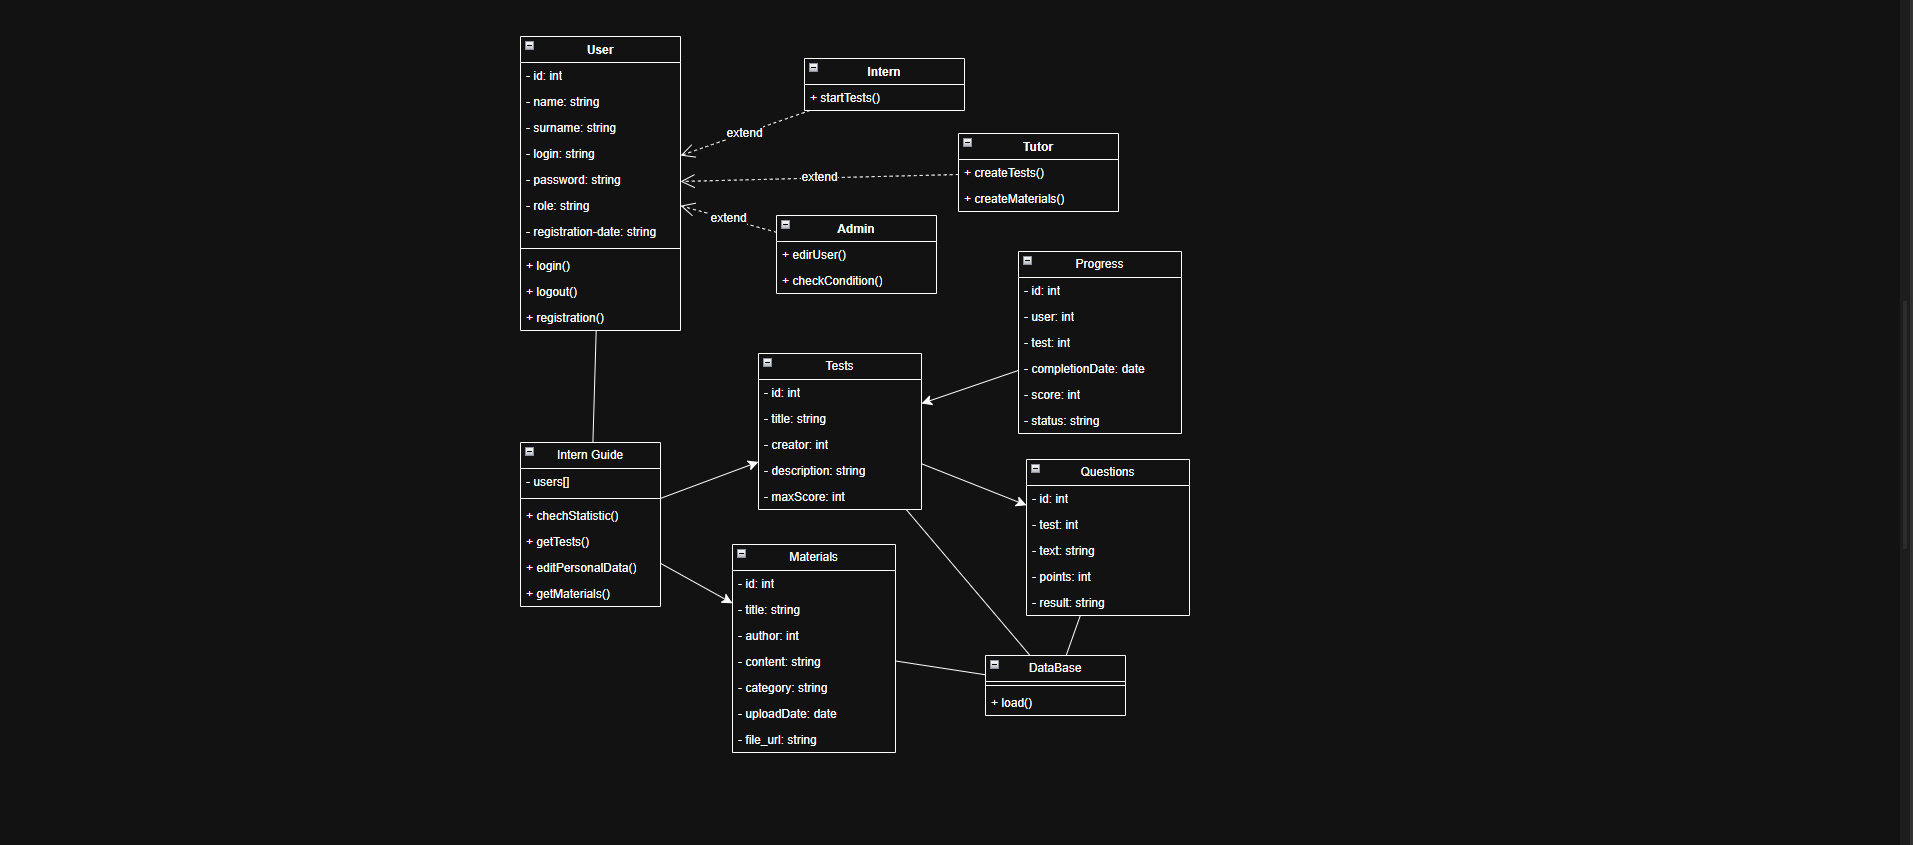 User
- id: int
- name: string
- surname: string
- login: string
- password: string
- role: string
- registration-date: string
+ login()
+ logout()
+ registration()
Intern
+ startTests()
extend
Tutor
+ createTests()
+ createMaterials()
extend
Admin
+ edirUser()
+ checkCondition()
extend
Progress
- id: int
- user: int
- test: int
- completionDate: date
- score: int
- status: string
Tests
- id: int
- title: string
- creator: int
- description: string
- maxScore: int
Intern Guide
- users[]
+ chechStatistic()
+ getTests()
+ editPersonalData()
+ getMaterials()
Questions
- id: int
- test: int
- text: string
- points: int
- result: string
Materials
- id: int
- title: string
- author: int
- content: string
- category: string
- uploadDate: date
- file_url: string
DataBase
+ load()